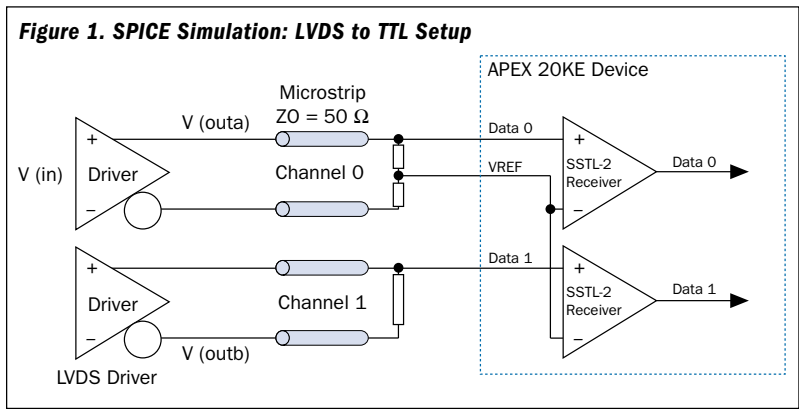 Figure 1. SPICE Simulation: LVDS to TTL Setup
APEX 20KE Device
Microstrip
ZO = 50 Ω
V (outa)
Data 0
+
+
V (in)
Driver
Channel 0
VREF
SSTL-2
Receiver
Data 0
–
–
Data 1
+
+
Driver
Channel 1
SSTL-2
Receiver
Data 1
–
–
V (outb)
LVDS Driver